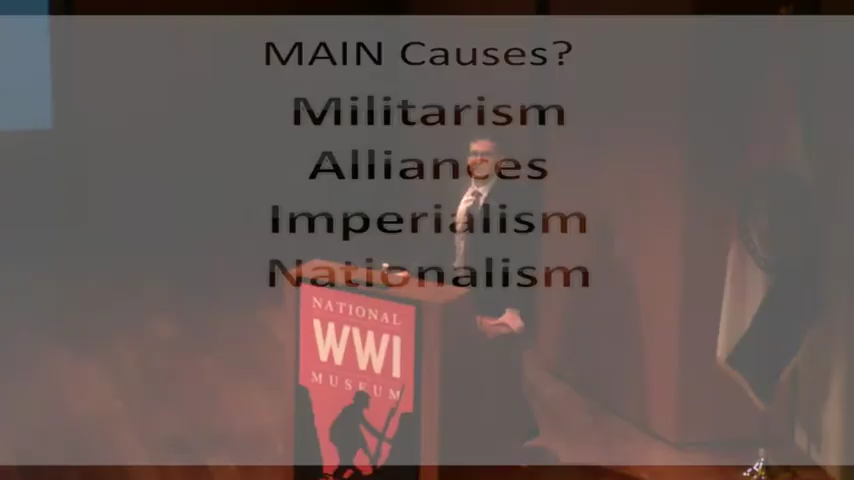 MAIN Causes?
Militarism
Alliances
Imperialism
Nationalism
NATIONAL
WWI
MUSEUM